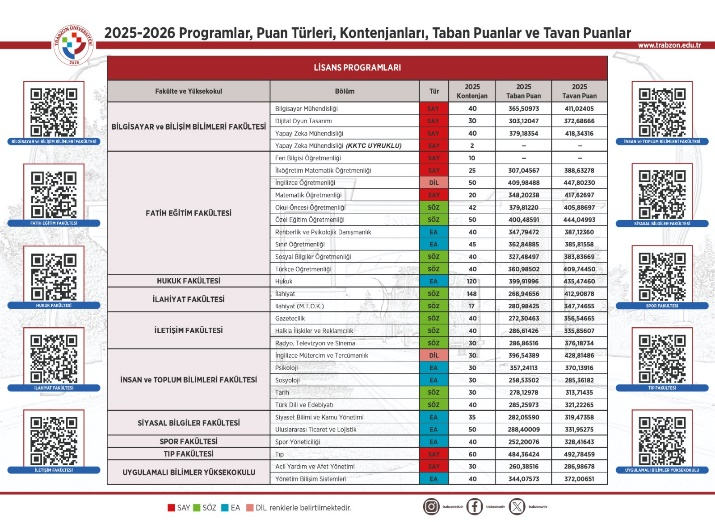 TRABZON ÜNİVERSİTESİ
2018
2025-2026 Programlar, Puan Türleri, Kontenjanları, Taban Puanlar ve Tavan Puanlar
www.trabzon.edu.tr
LİSANS PROGRAMLARI
Fakülte ve Yüksekokul Bölüm Tür 2025 Kontenjan 2025 Taban Puan 2025 Tavan Puan
BİLGİSAYAR ve BİLİŞİM BİLİMLERİ FAKÜLTESİ
Bilgisayar Mühendisliği SAY 40 365,50973 411,02405
Dijital Oyun Tasarımı SAY 30 303,12047 372,68666
Yapay Zeka Mühendisliği SAY 40 379,18354 418,34316
Yapay Zeka Mühendisliği (KKTC UYRUKLU) SAY 2 – –
FATİH EĞİTİM FAKÜLTESİ
Fen Bilgisi Öğretmenliği SAY 10 – –
İlköğretim Matematik Öğretmenliği SAY 25 307,04567 388,63278
İngilizce Öğretmenliği DİL 50 409,98488 447,80230
Matematik Öğretmenliği SAY 20 348,20238 417,62697
Okul Öncesi Öğretmenliği SÖZ 42 379,81220 405,88697
Özel Eğitim Öğretmenliği SÖZ 50 400,48591 444,04993
Rehberlik ve Psikolojik Danışmanlık EA 40 347,79472 387,12360
Sınıf Öğretmenliği EA 45 362,84885 385,81558
Sosyal Bilgiler Öğretmenliği SÖZ 40 327,48497 383,83669
Türkçe Öğretmenliği SÖZ 40 360,98502 409,74450
HUKUK FAKÜLTESİ Hukuk EA 120 399,91996 435,47460
İLAHİYAT FAKÜLTESİ
İlahiyat SÖZ 148 268,94656 412,90878
İlahiyat (M.T.O.K.) SÖZ 17 280,98425 347,74655
İLETİŞİM FAKÜLTESİ
Gazetecilik SÖZ 40 272,30463 356,54665
Halkla İlişkiler ve Reklamcılık SÖZ 40 286,61426 335,85607
Radyo, Televizyon ve Sinema SÖZ 30 286,86516 376,18734
İNSAN ve TOPLUM BİLİMLERİ FAKÜLTESİ
İngilizce Mütercim ve Tercümanlık DİL 30 396,54389 428,81486
Psikoloji EA 30 357,24113 370,13916
Sosyoloji EA 30 258,53502 285,36182
Tarih SÖZ 30 278,12978 313,71435
Türk Dili ve Edebiyatı SÖZ 40 285,25973 321,22265
SİYASAL BİLGİLER FAKÜLTESİ
Siyaset Bilimi ve Kamu Yönetimi EA 35 282,05590 319,47358
Uluslararası Ticaret ve Lojistik EA 50 288,40009 331,95275
SPOR FAKÜLTESİ Spor Yöneticiliği EA 40 252,20076 328,41643
TIP FAKÜLTESİ Tıp SAY 60 484,36424 492,78459
UYGULAMALI BİLİMLER YÜKSEKOKULU
Acil Yardım ve Afet Yönetimi SAY 30 260,38516 286,98678
Yönetim Bilişim Sistemleri EA 40 344,07573 372,00651
BİLGİSAYAR ve BİLİŞİM BİLİMLERİ FAKÜLTESİ
FATİH EĞİTİM FAKÜLTESİ
HUKUK FAKÜLTESİ
İLAHİYAT FAKÜLTESİ
İLETİŞİM FAKÜLTESİ
İNSAN ve TOPLUM BİLİMLERİ FAKÜLTESİ
SİYASAL BİLGİLER FAKÜLTESİ
SPOR FAKÜLTESİ
TIP FAKÜLTESİ
UYGULAMALI BİLİMLER YÜKSEKOKULU
SAY SÖZ EA DİL renklerle belirtilmektedir.